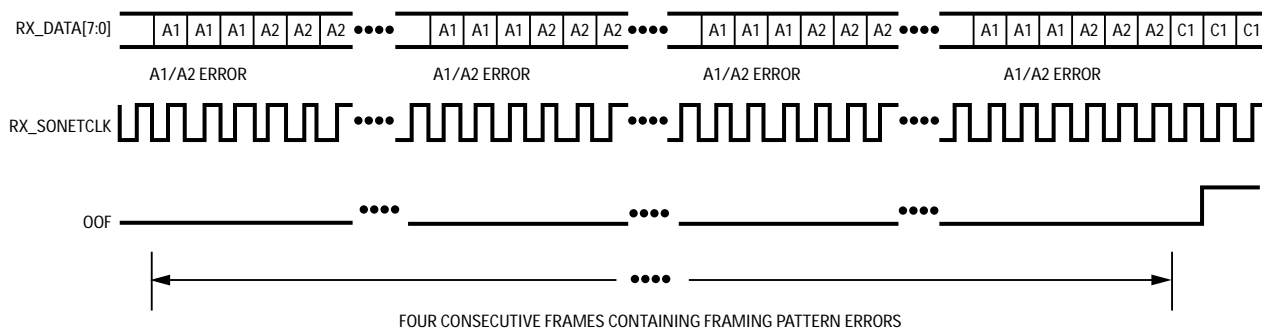 RX_DATA[7:0] A1 A1 A1 A2 A2 A2 •••• A1 A1 A1 A2 A2 A2 •••• A1 A1 A1 A2 A2 A2 •••• A1 A1 A1 A2 A2 A2 C1 C1 C1
A1/A2 ERROR A1/A2 ERROR A1/A2 ERROR A1/A2 ERROR
RX_SONETCLK •••• •••• ••••
OOF •••• •••• ••••
••••
FOUR CONSECUTIVE FRAMES CONTAINING FRAMING PATTERN ERRORS